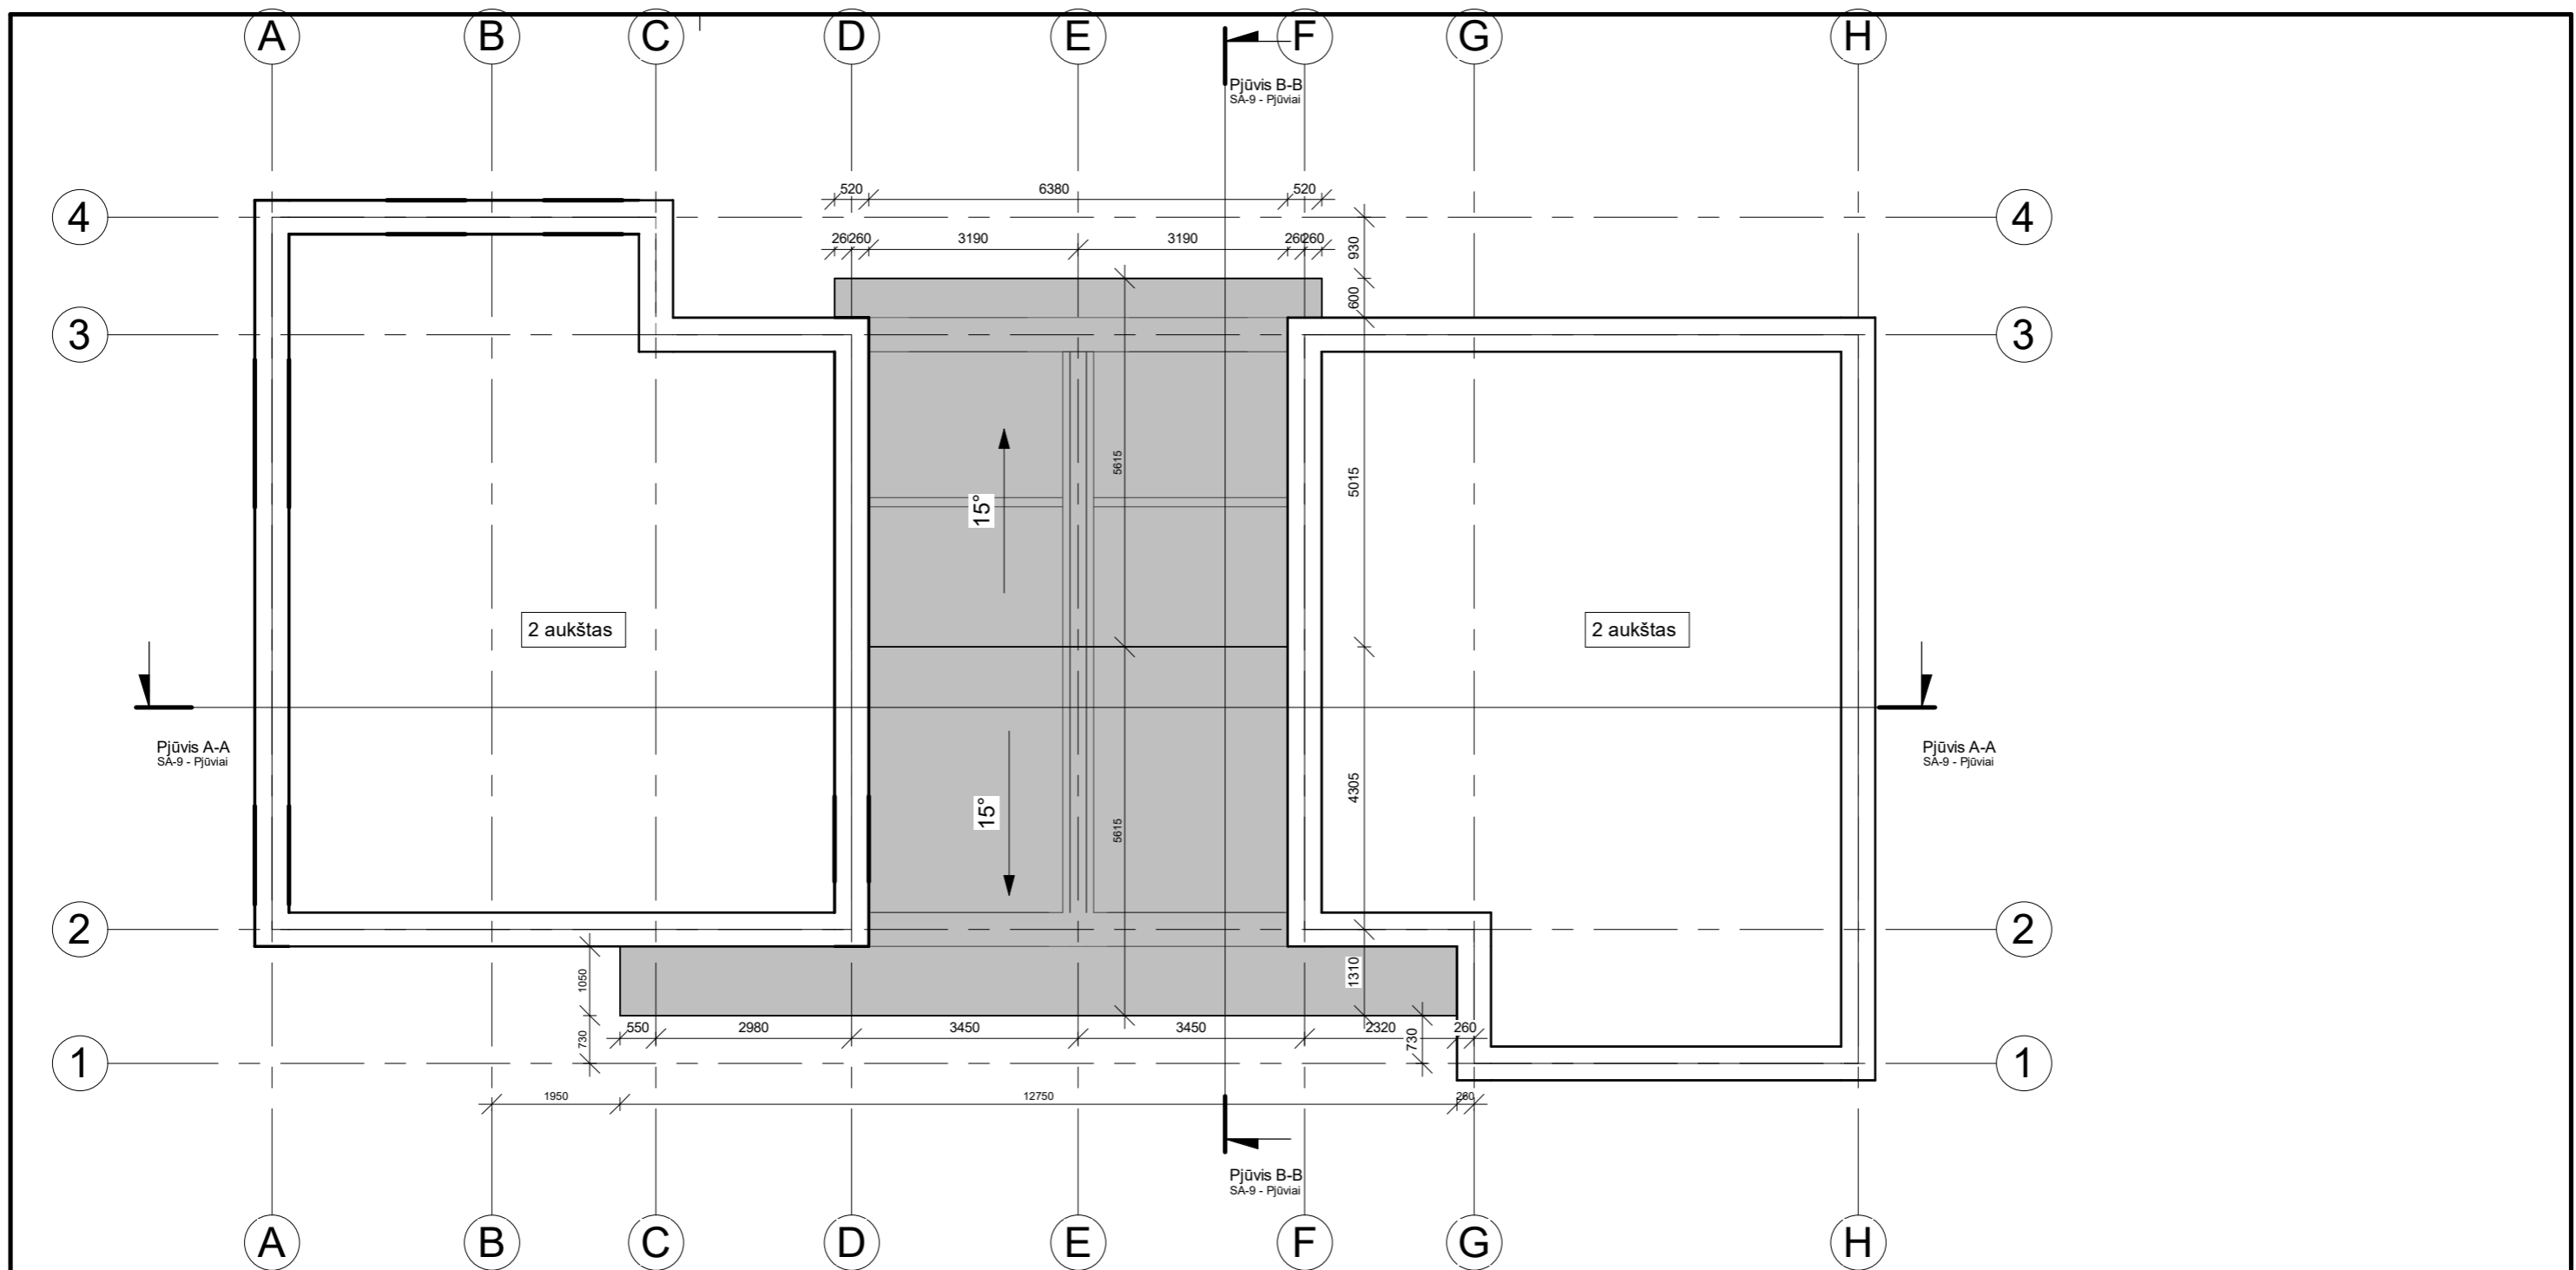 A B C D E F G H
Pjūvis B-B
SA-9 - Pjūviai
520 6380 520
4 4
260 260 3190 3190 260 260
930
600
3 3
5615
5015
15°
2 aukštas 2 aukštas
Pjūvis A-A Pjūvis A-A
SA-9 - Pjūviai SA-9 - Pjūviai
4305
15°
5615
2 2
1050
1310
550 2980 3450 3450 2320 260
730 730
1 1
1950 12750 260
Pjūvis B-B
SA-9 - Pjūviai
A B C D E F G H